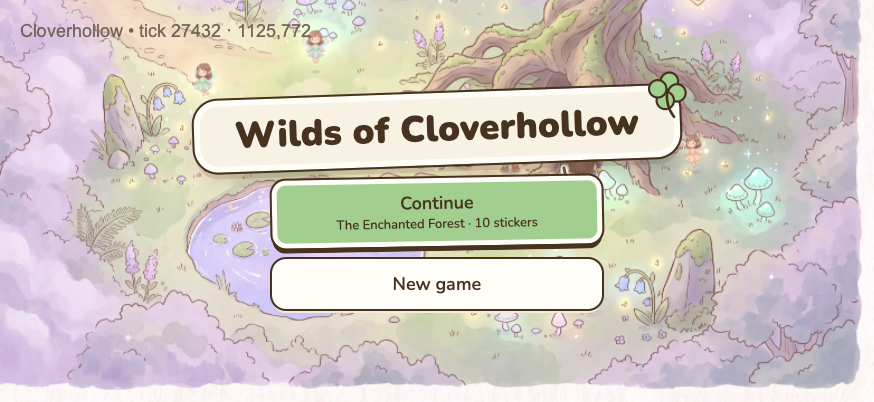 Cloverhollow • tick 27432 · 1125,772
Wilds of Cloverhollow
Continue
The Enchanted Forest · 10 stickers
New game